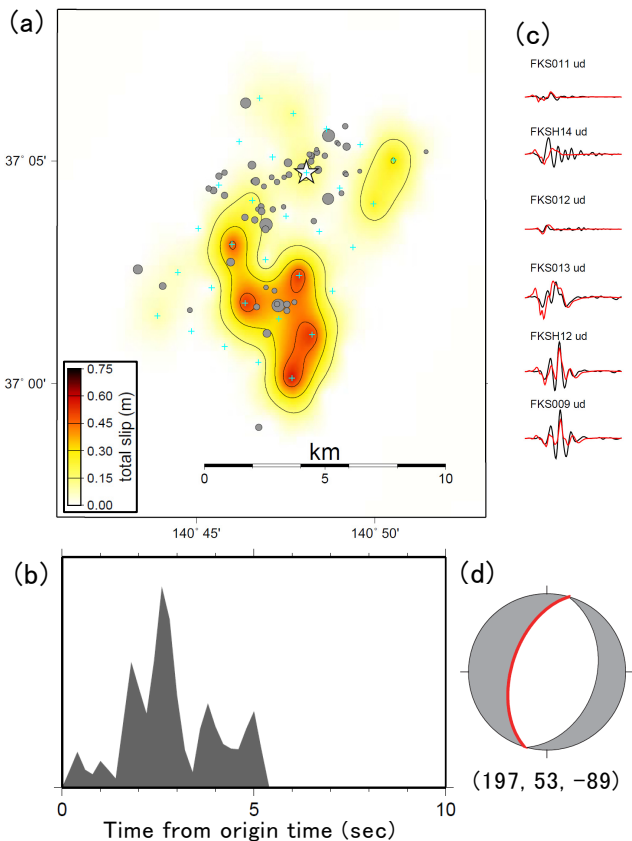 (a)
37° 05'
37° 00'
0.75
0.60
0.45
0.30
0.15
0.00
total slip (m)
km
0 5 10
140° 45' 140° 50'
(c)
FKS011 ud
FKSH14 ud
FKS012 ud
FKS013 ud
FKSH12 ud
FKS009 ud
(b)
0 5 10
Time from origin time (sec)
(d)
(197, 53, −89)